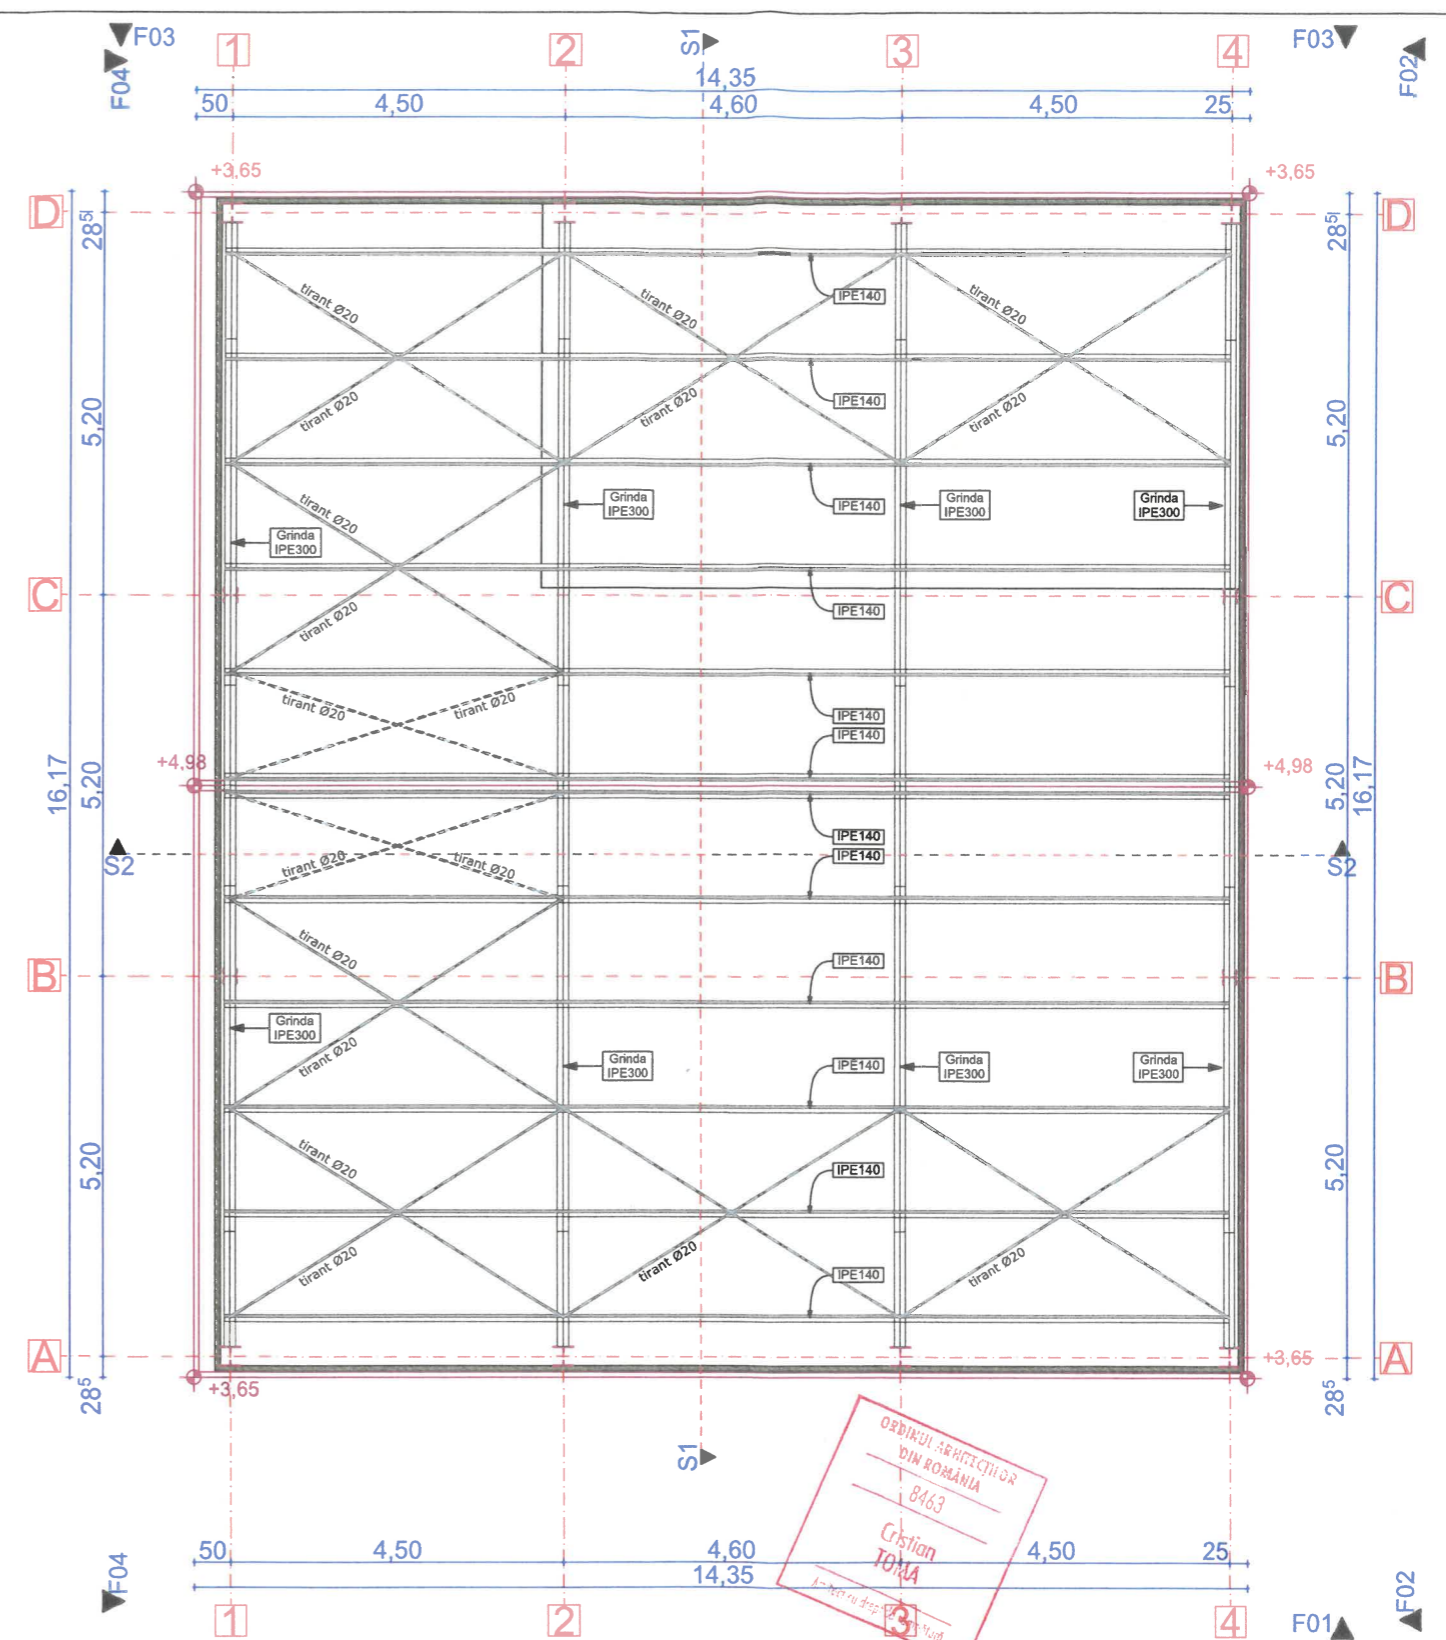 F03
F04
1
2
S1
3
4
F03
F02
14,35
50
4,50
4,60
4,50
25
+3,65
+3,65
D
D
28⁵
28⁵
tirant Ø20
tirant Ø20
tirant Ø20
IPE140
5,20
5,20
tirant Ø20
tirant Ø20
tirant Ø20
IPE140
tirant Ø20
Grinda
IPE300
IPE140
Grinda
IPE300
Grinda
IPE300
Grinda
IPE300
C
C
tirant Ø20
IPE140
tirant Ø20
tirant Ø20
IPE140
IPE140
+4,98
+4,98
16,17
5,20
5,20
16,17
IPE140
IPE140
S2
S2
tirant Ø20
tirant Ø20
tirant Ø20
IPE140
B
B
Grinda
IPE300
tirant Ø20
Grinda
IPE300
IPE140
Grinda
IPE300
Grinda
IPE300
5,20
5,20
tirant Ø20
IPE140
tirant Ø20
tirant Ø20
IPE140
tirant Ø20
A
A
+3,65
+3,65
28⁵
28⁵
S1
ORDINUL ARHITECȚILOR
DIN ROMÂNIA
8463
Cristian
TOMA
50
4,50
4,60
4,50
25
14,35
F04
1
2
3
4
F01
F02